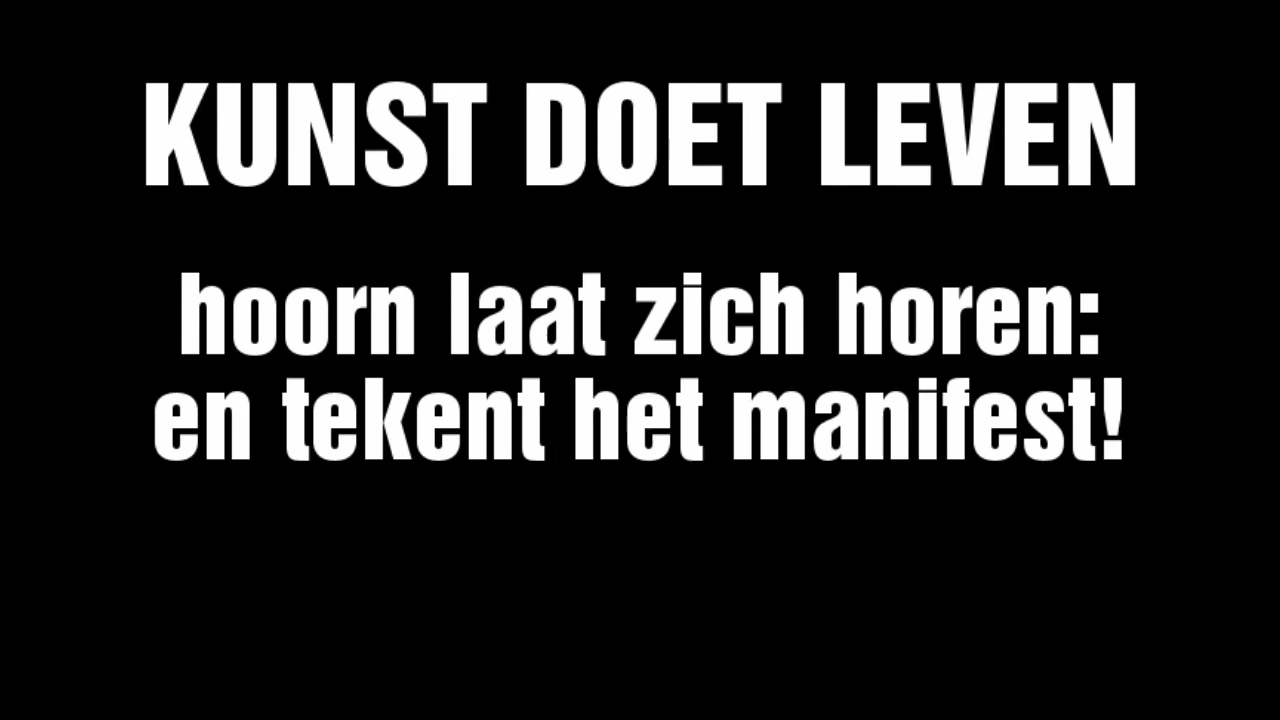 KUNST DOET LEVEN
hoorn laat zich horen:
en tekent het manifest!